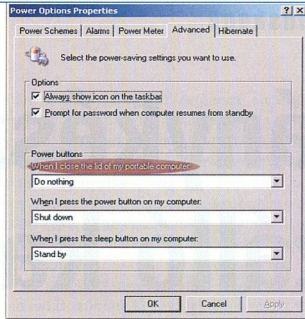 Power Options Properties
Power Schemes Alarms Power Meter Advanced Hibernate
Select the power-saving settings you want to use.
Options
Always show icon on the taskbar
Prompt for password when computer resumes from standby
Power buttons
When I close the lid of my portable computer:
Do nothing
When I press the power button on my computer:
Shut down
When I press the sleep button on my computer:
Stand by
OK Cancel Apply